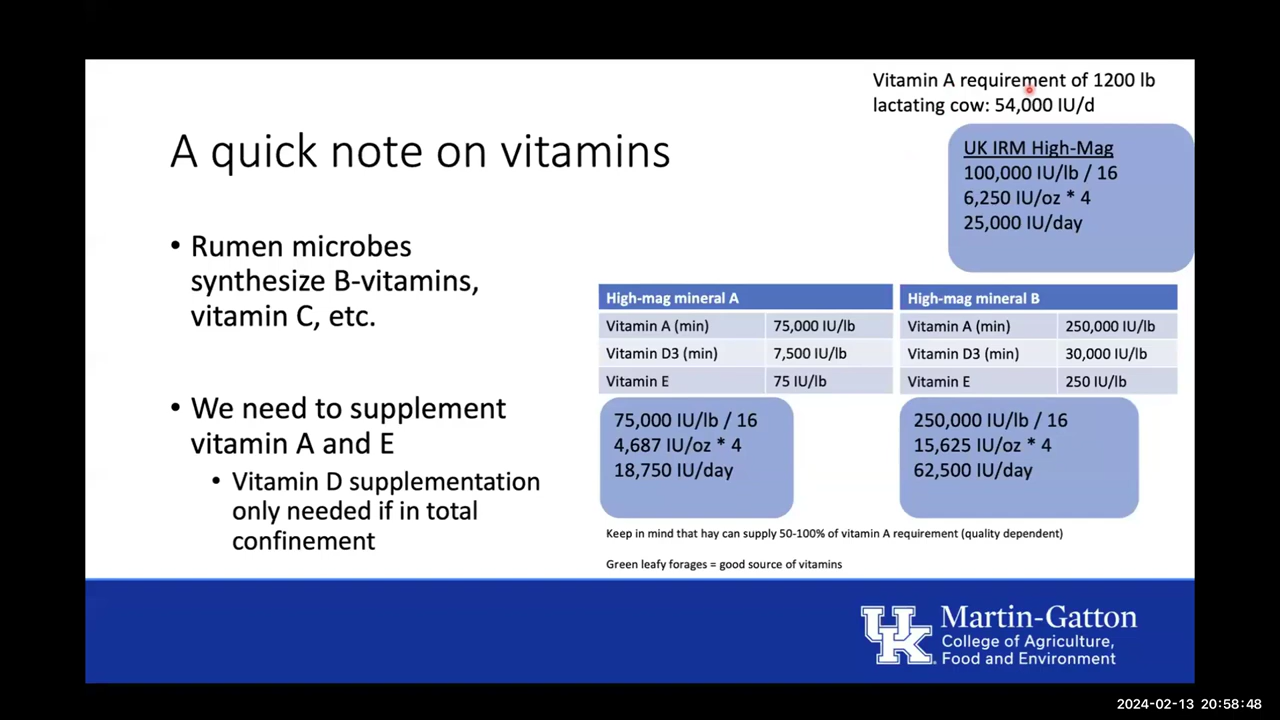 Vitamin A requirement of 1200 lb
lactating cow: 54,000 IU/d
A quick note on vitamins
UK IRM High-Mag
100,000 IU/lb / 16
6,250 IU/oz * 4
25,000 IU/day
• Rumen microbes
synthesize B-vitamins,
vitamin C, etc.
• We need to supplement
vitamin A and E
• Vitamin D supplementation
only needed if in total
confinement
High-mag mineral A
Vitamin A (min) 75,000 IU/lb
Vitamin D3 (min) 7,500 IU/lb
Vitamin E 75 IU/lb
75,000 IU/lb / 16
4,687 IU/oz * 4
18,750 IU/day
High-mag mineral B
Vitamin A (min) 250,000 IU/lb
Vitamin D3 (min) 30,000 IU/lb
Vitamin E 250 IU/lb
250,000 IU/lb / 16
15,625 IU/oz * 4
62,500 IU/day
Keep in mind that hay can supply 50-100% of vitamin A requirement (quality dependent)
Green leafy forages = good source of vitamins
UK
Martin-Gatton
College of Agriculture,
Food and Environment
2024-02-13 20:58:48